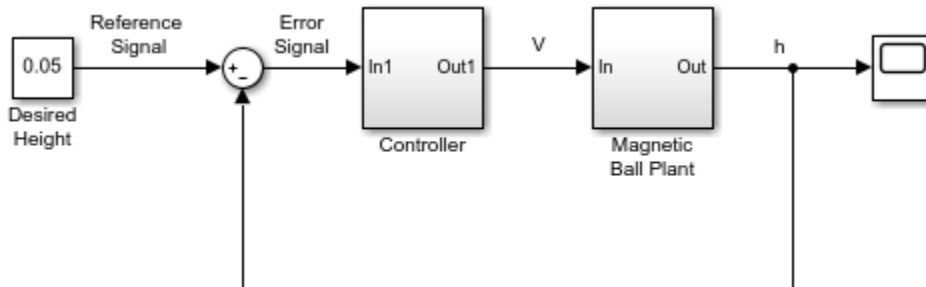 Reference
Signal
Error
Signal
V
h
0.05
+
-
In1
Out1
In
Out
Desired
Height
Controller
Magnetic
Ball Plant